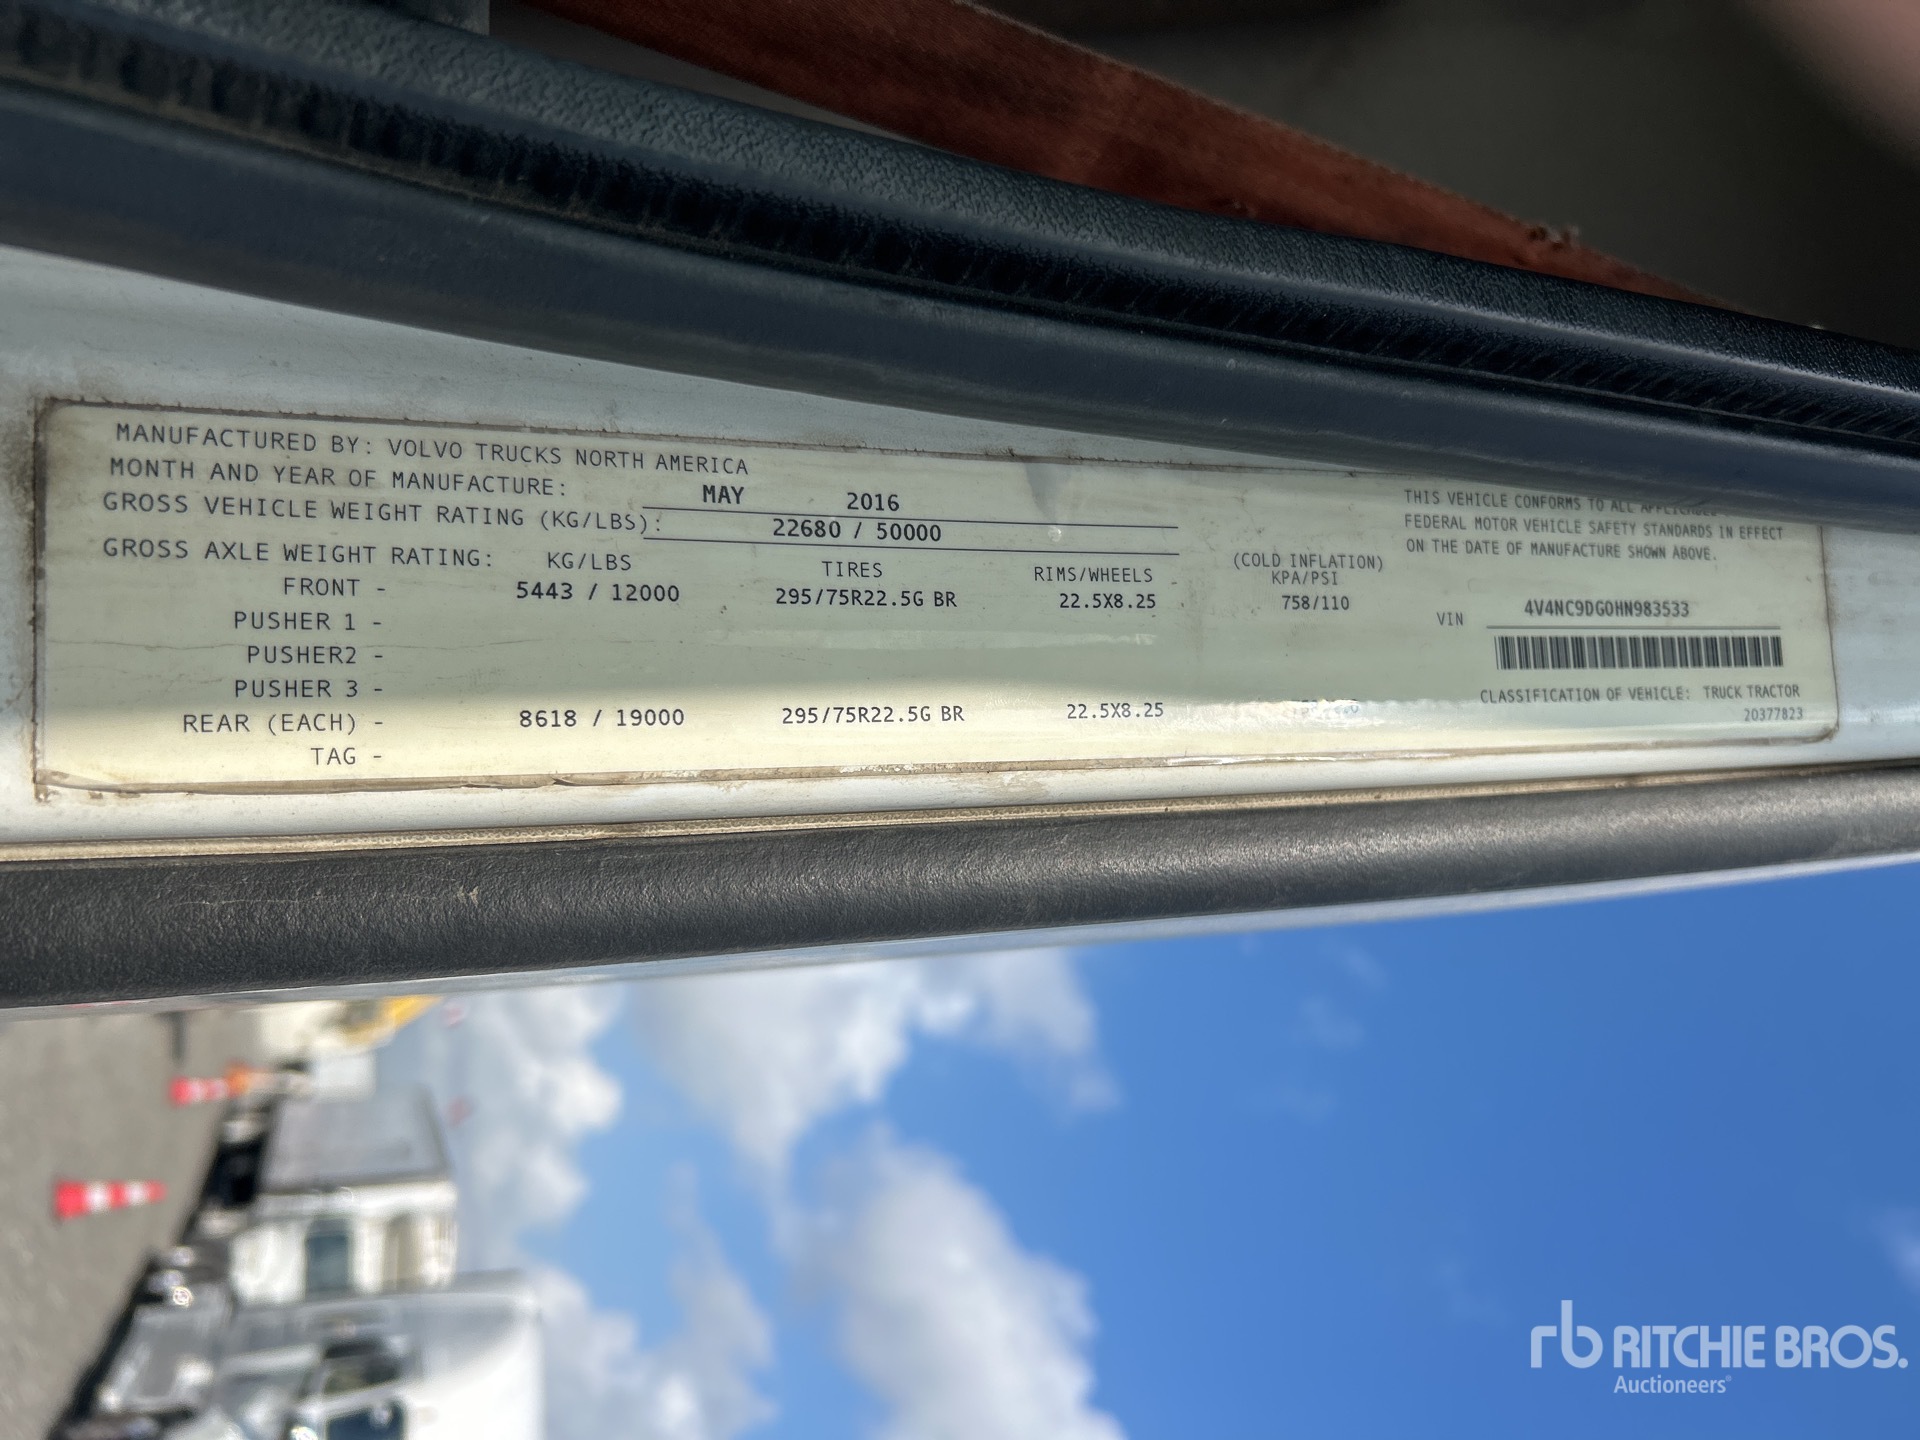 MANUFACTURED BY: VOLVO TRUCKS NORTH AMERICA
MONTH AND YEAR OF MANUFACTURE: MAY 2016
GROSS VEHICLE WEIGHT RATING (KG/LBS): 22680 / 50000
GROSS AXLE WEIGHT RATING: KG/LBS TIRES RIMS/WHEELS (COLD INFLATION) KPA/PSI
FRONT - 5443 / 12000 295/75R22.5G BR 22.5X8.25 758/110
PUSHER 1 -
PUSHER2 -
PUSHER 3 -
REAR (EACH) - 8618 / 19000 295/75R22.5G BR 22.5X8.25
TAG -
THIS VEHICLE CONFORMS TO ALL
FEDERAL MOTOR VEHICLE SAFETY STANDARDS IN EFFECT
ON THE DATE OF MANUFACTURE SHOWN ABOVE.
VIN 4V4NC9DG0HN983533
CLASSIFICATION OF VEHICLE: TRUCK TRACTOR
20377823
rb RITCHIE BROS.
Auctioneers